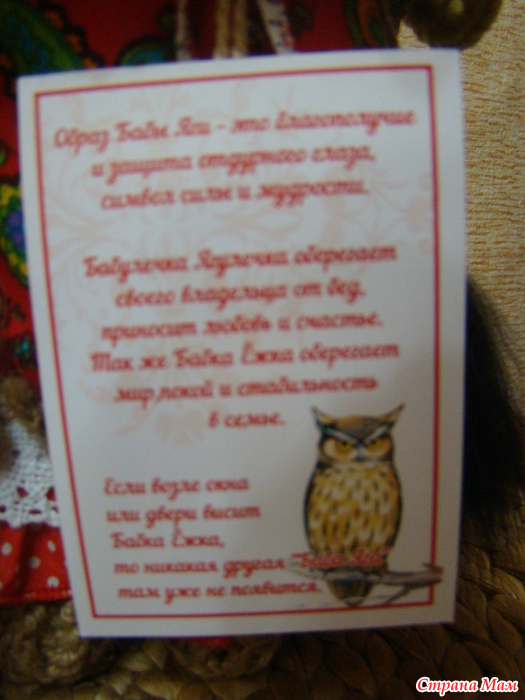 Образ Бабы Яги - это благополучие
и защита отдурного глаза,
символ силы и мудрости.
Бабулечка Ягулечка оберегает
своего владельца от бед,
приносит любовь и счастье.
Так же Бабка Ёжка оберегает
мир,покой и стабильность
в семье.
Если возле окна
или двери висит
Бабка Ёжка,
то никакая другая "Баба Яга"
там уже не появится.
Страна Мам